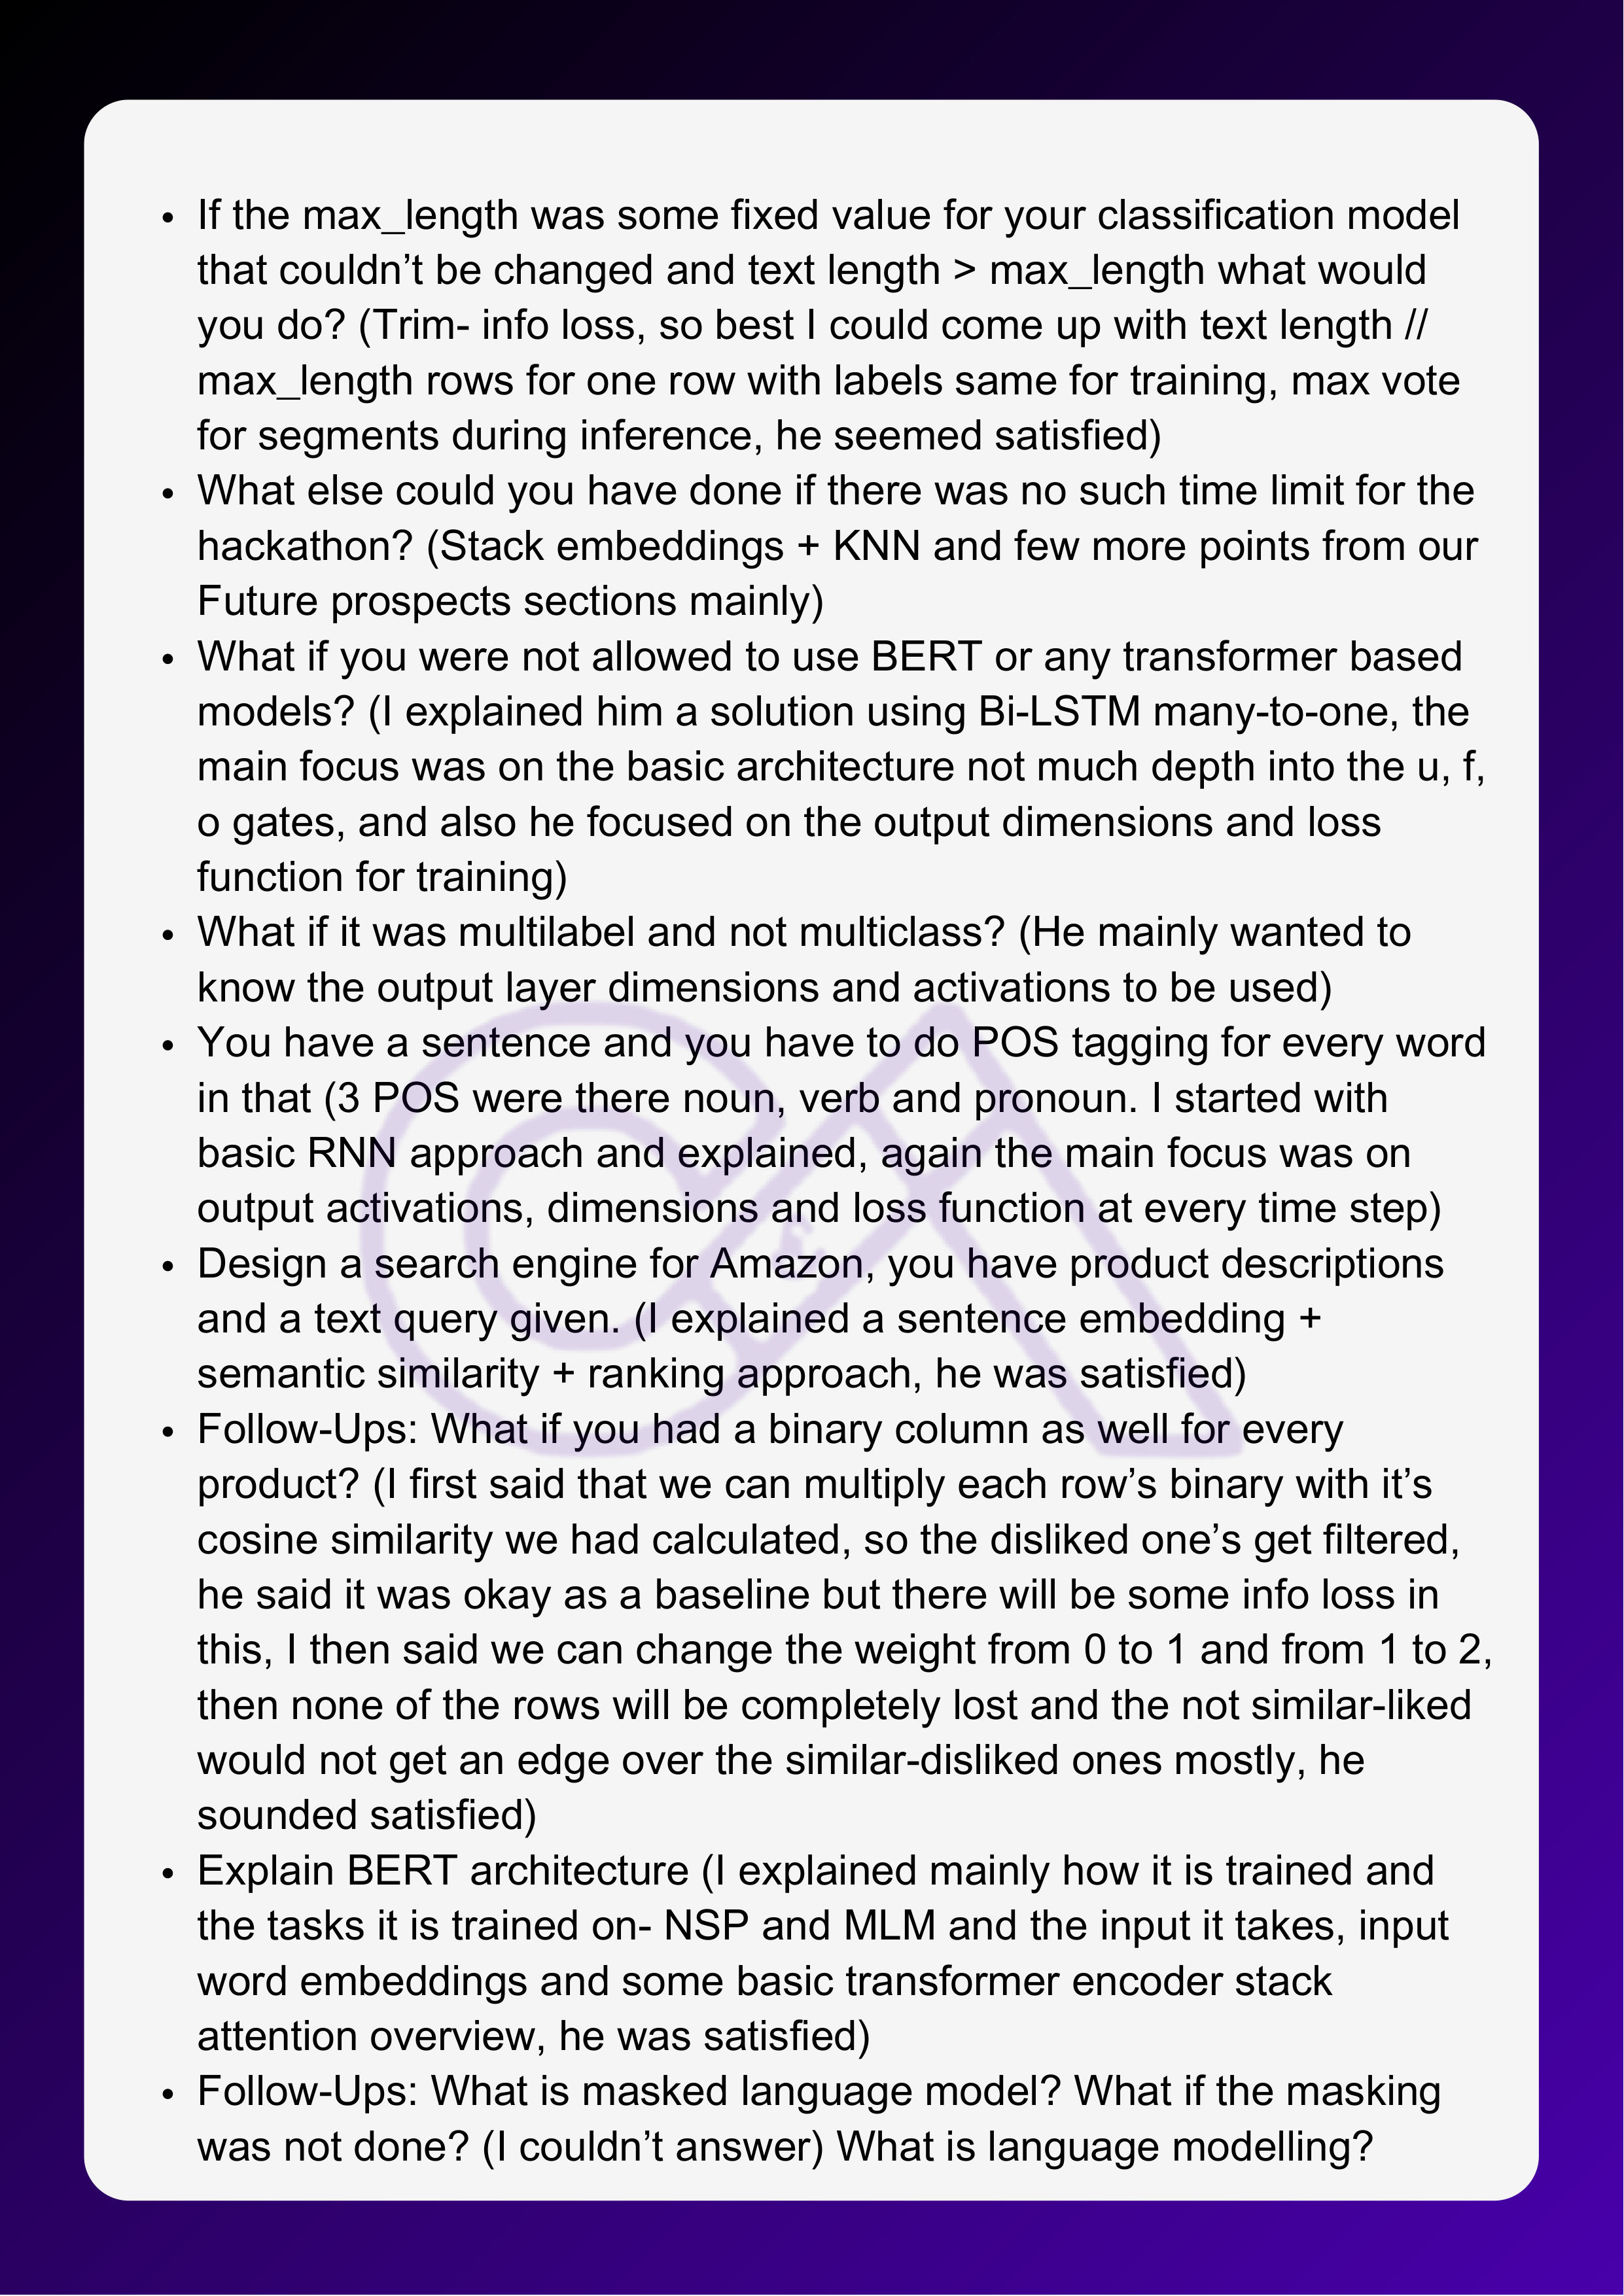 • If the max_length was some fixed value for your classification model
that couldn’t be changed and text length > max_length what would
you do? (Trim- info loss, so best I could come up with text length //
max_length rows for one row with labels same for training, max vote
for segments during inference, he seemed satisfied)
• What else could you have done if there was no such time limit for the
hackathon? (Stack embeddings + KNN and few more points from our
Future prospects sections mainly)
• What if you were not allowed to use BERT or any transformer based
models? (I explained him a solution using Bi-LSTM many-to-one, the
main focus was on the basic architecture not much depth into the u, f,
o gates, and also he focused on the output dimensions and loss
function for training)
• What if it was multilabel and not multiclass? (He mainly wanted to
know the output layer dimensions and activations to be used)
• You have a sentence and you have to do POS tagging for every word
in that (3 POS were there noun, verb and pronoun. I started with
basic RNN approach and explained, again the main focus was on
output activations, dimensions and loss function at every time step)
• Design a search engine for Amazon, you have product descriptions
and a text query given. (I explained a sentence embedding +
semantic similarity + ranking approach, he was satisfied)
• Follow-Ups: What if you had a binary column as well for every
product? (I first said that we can multiply each row’s binary with it’s
cosine similarity we had calculated, so the disliked one’s get filtered,
he said it was okay as a baseline but there will be some info loss in
this, I then said we can change the weight from 0 to 1 and from 1 to 2,
then none of the rows will be completely lost and the not similar-liked
would not get an edge over the similar-disliked ones mostly, he
sounded satisfied)
• Explain BERT architecture (I explained mainly how it is trained and
the tasks it is trained on- NSP and MLM and the input it takes, input
word embeddings and some basic transformer encoder stack
attention overview, he was satisfied)
• Follow-Ups: What is masked language model? What if the masking
was not done? (I couldn’t answer) What is language modelling?